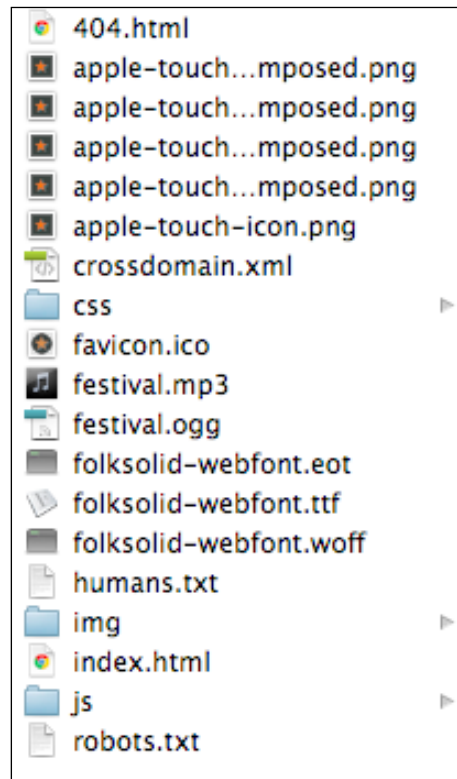 404.html
apple-touch...mposed.png
apple-touch...mposed.png
apple-touch...mposed.png
apple-touch...mposed.png
apple-touch-icon.png
crossdomain.xml
css
favicon.ico
festival.mp3
festival.ogg
folksolid-webfont.eot
folksolid-webfont.ttf
folksolid-webfont.woff
humans.txt
img
index.html
js
robots.txt